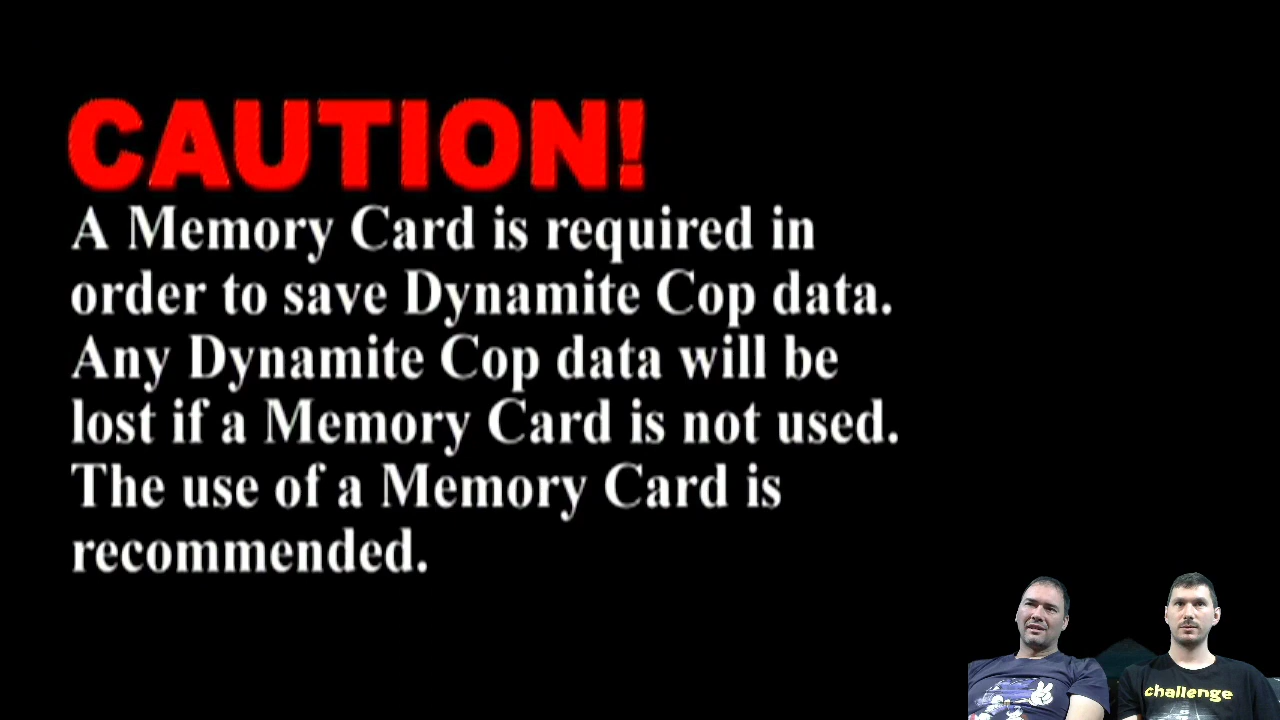 CAUTION!
A Memory Card is required in
order to save Dynamite Cop data.
Any Dynamite Cop data will be
lost if a Memory Card is not used.
The use of a Memory Card is
recommended.
challenge